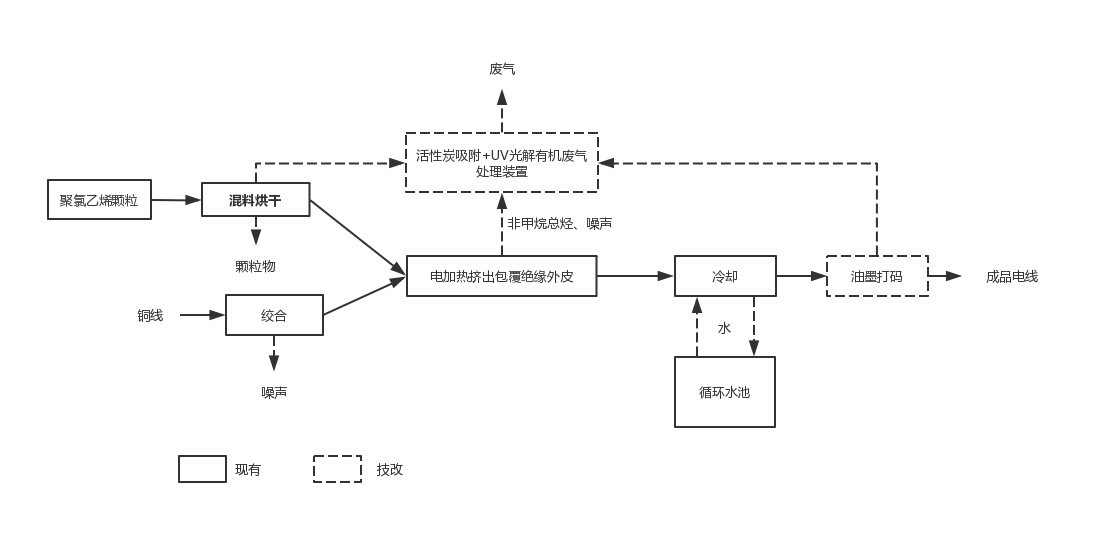 废气
活性炭吸附+UV光解有机废气
处理装置
聚氯乙烯颗粒
混料烘干
非甲烷总烃、噪声
颗粒物
电加热挤出包覆绝缘外皮
冷却
油墨打码
成品电线
铜线
绞合
水
噪声
循环水池
现有
技改